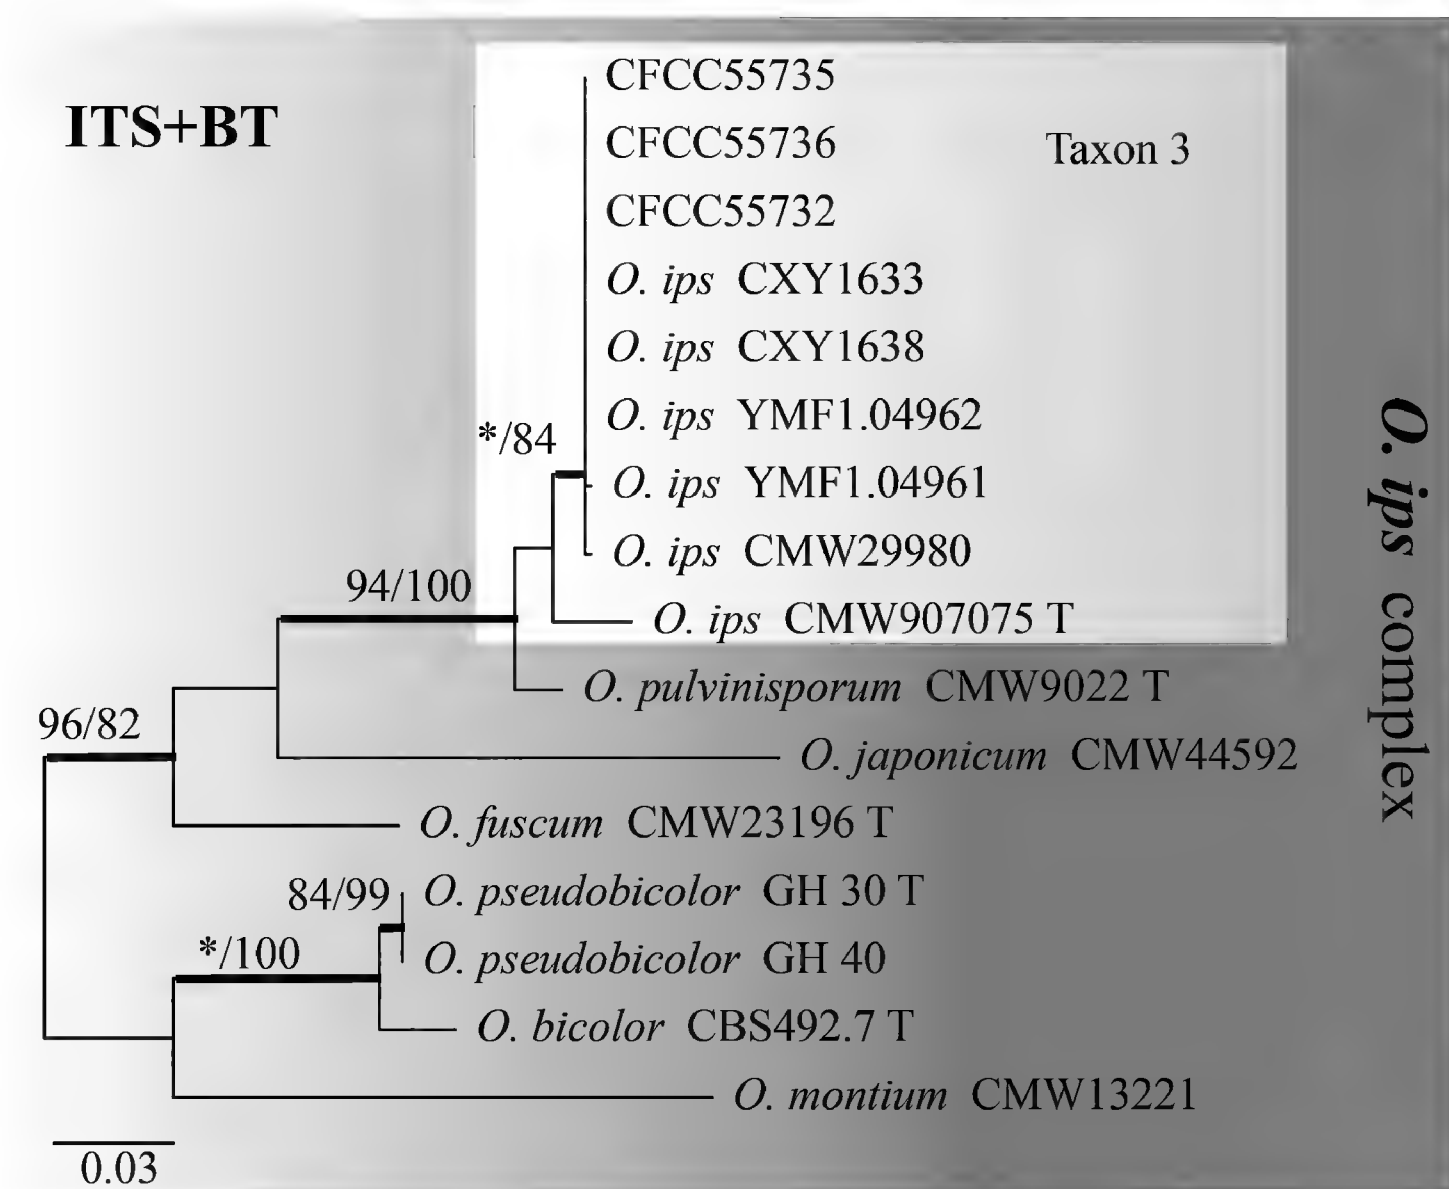 CFCC55735
ITS+BT
CFCC55736
Taxon 3
CFCC55732
O. ips CXY1633
O. ips CXY1638
O. ips YMF1.04962
*/84
O. ips YMF1.04961
O. ips CMW29980
94/100
O. ips CMW907075 T
O. pulvinisporum CMW9022 T
96/82
O. japonicum CMW44592
O. fuscum CMW23196 T
84/99
O. pseudobicolor GH 30 T
*/100
O. pseudobicolor GH 40
O. bicolor CBS492.7 T
O. montium CMW13221
0.03
O. ips complex